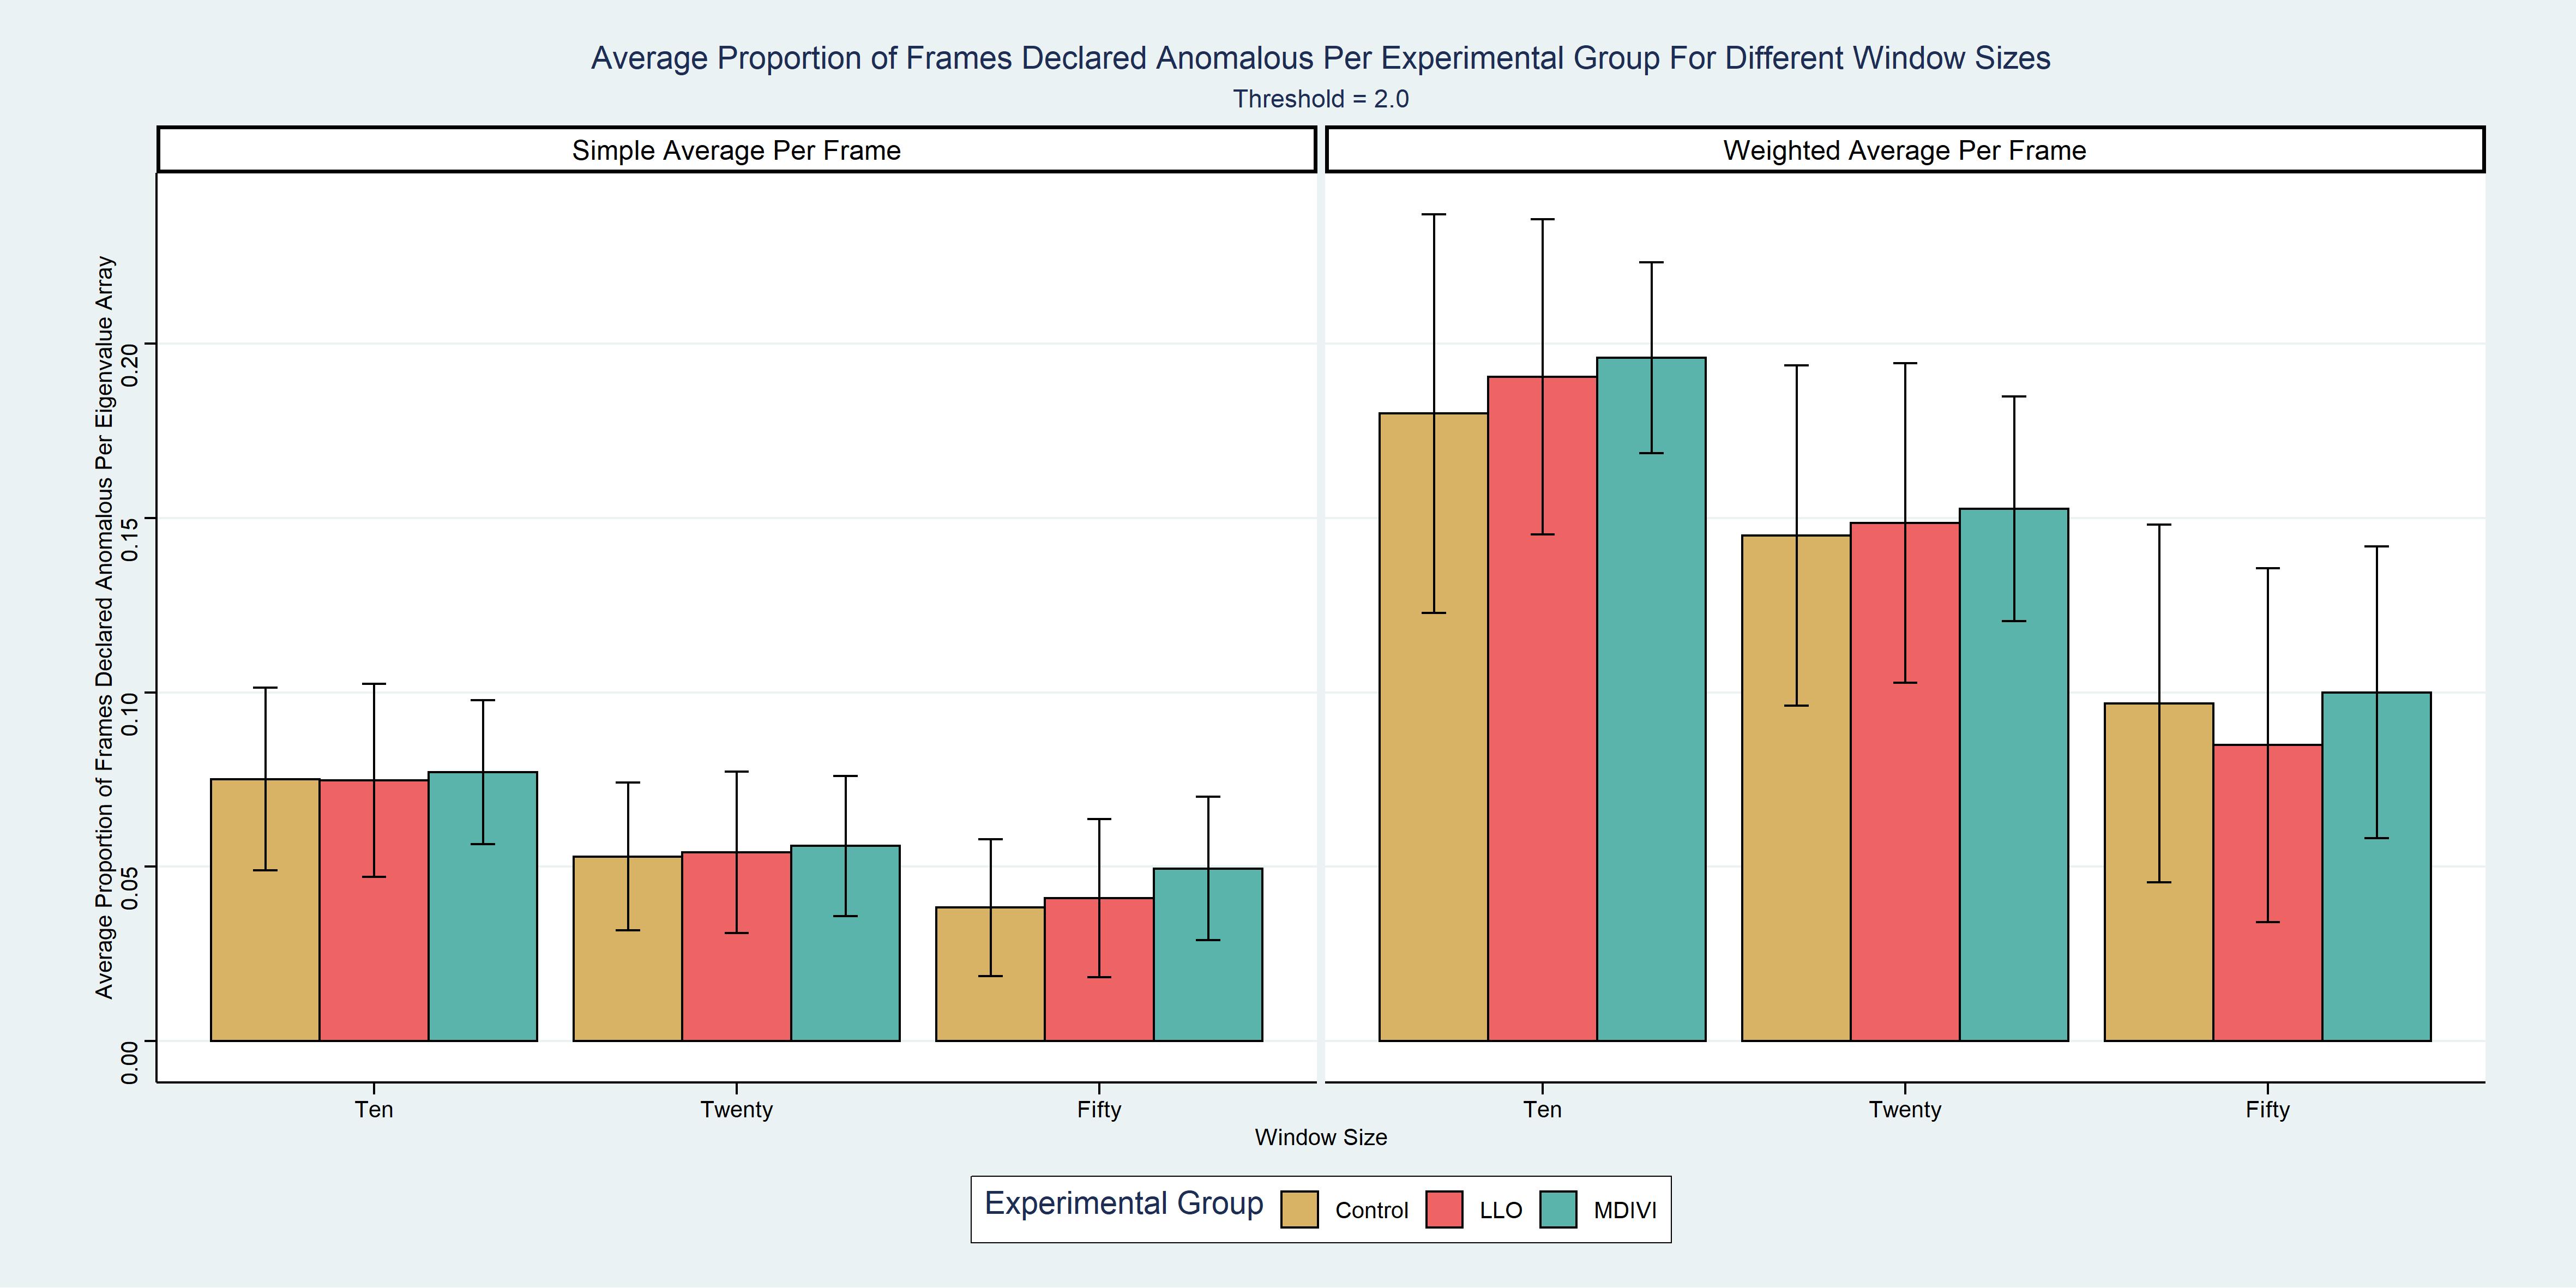 Average Proportion of Frames Declared Anomalous Per Experimental Group For Different Window Sizes
Threshold = 2.0
Simple Average Per Frame
Weighted Average Per Frame
Average Proportion of Frames Declared Anomalous Per Eigenvalue Array
0.20
0.15
0.10
0.05
0.00
Ten
Twenty
Fifty
Ten
Twenty
Fifty
Window Size
Experimental Group
Control
LLO
MDIVI